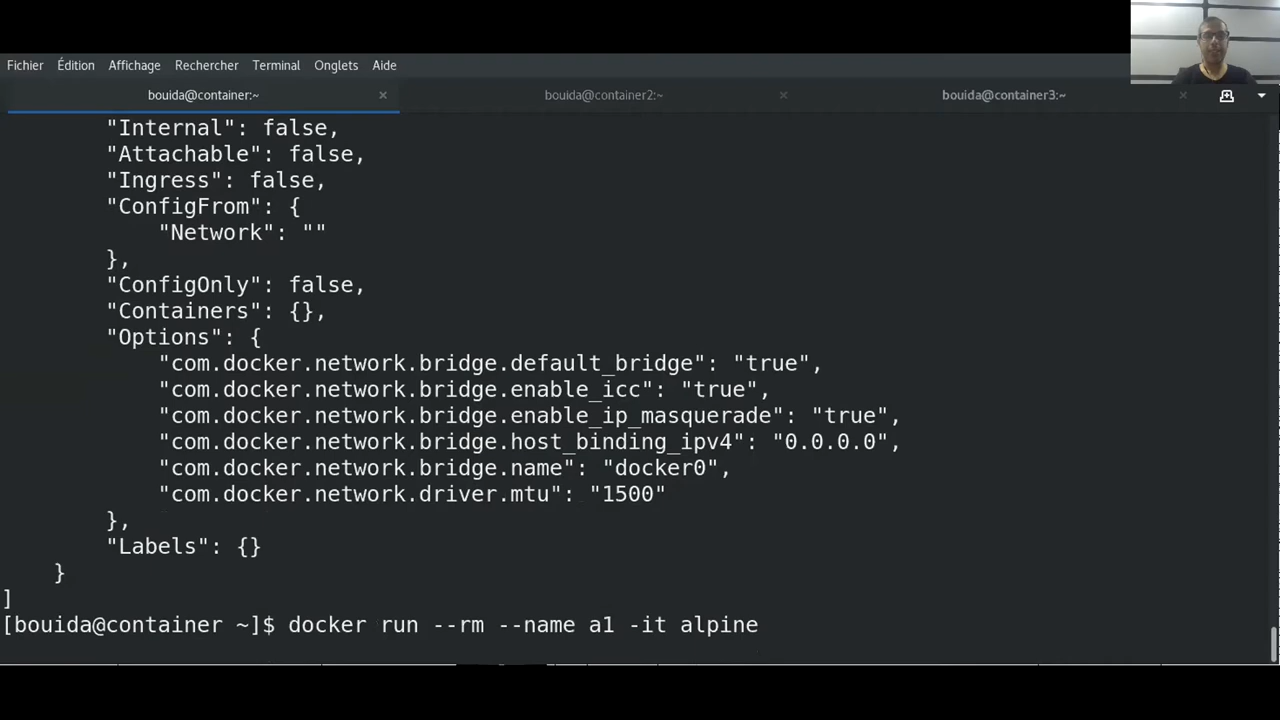 Fichier Édition Affichage Rechercher Terminal Onglets Aide
bouida@container:~ × bouida@container2:~ × bouida@container3:~ ×
"Internal": false,
"Attachable": false,
"Ingress": false,
"ConfigFrom": {
"Network": ""
},
"ConfigOnly": false,
"Containers": {},
"Options": {
"com.docker.network.bridge.default_bridge": "true",
"com.docker.network.bridge.enable_icc": "true",
"com.docker.network.bridge.enable_ip_masquerade": "true",
"com.docker.network.bridge.host_binding_ipv4": "0.0.0.0",
"com.docker.network.bridge.name": "docker0",
"com.docker.network.driver.mtu": "1500"
},
"Labels": {}
}
]
[bouida@container ~]$ docker run --rm --name a1 -it alpine